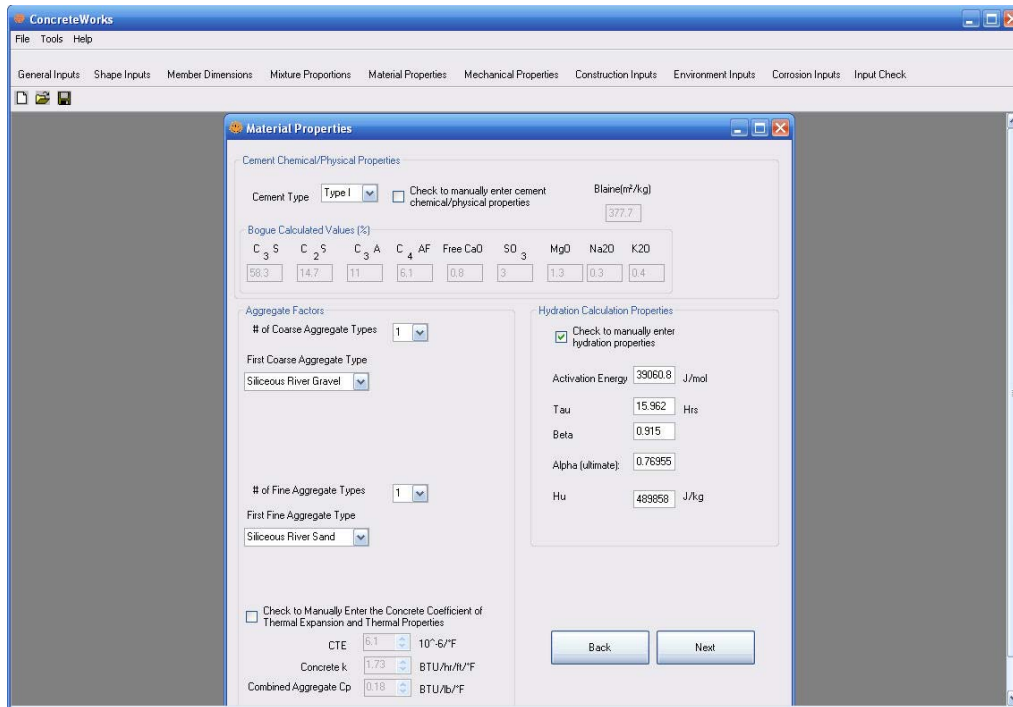 ConcreteWorks
File Tools Help
General Inputs Shape Inputs Member Dimensions Mixture Proportions Material Properties Mechanical Properties Construction Inputs Environment Inputs Corrosion Inputs Input Check
Material Properties
Cement Chemical/Physical Properties
Cement Type Type I Check to manually enter cement chemical/physical properties Blaine(m²/kg)
377.7
Bogue Calculated Values (%)
C3S C2S C3A C4AF Free CaO SO3 MgO Na2O K2O
58.3 14.7 11 6.1 0.8 3 1.3 0.3 0.4
Aggregate Factors
# of Coarse Aggregate Types 1
First Coarse Aggregate Type
Siliceous River Gravel
# of Fine Aggregate Types 1
First Fine Aggregate Type
Siliceous River Sand
Check to Manually Enter the Concrete Coefficient of
Thermal Expansion and Thermal Properties
CTE 6.1 10^-6/°F
Concrete k 1.73 BTU/hr/ft/°F
Combined Aggregate Cp 0.18 BTU/lb/°F
Hydration Calculation Properties
Check to manually enter
hydration properties
Activation Energy 39060.8 J/mol
Tau 15.962 Hrs
Beta 0.915
Alpha (ultimate): 0.76955
Hu 489858 J/kg
Back Next